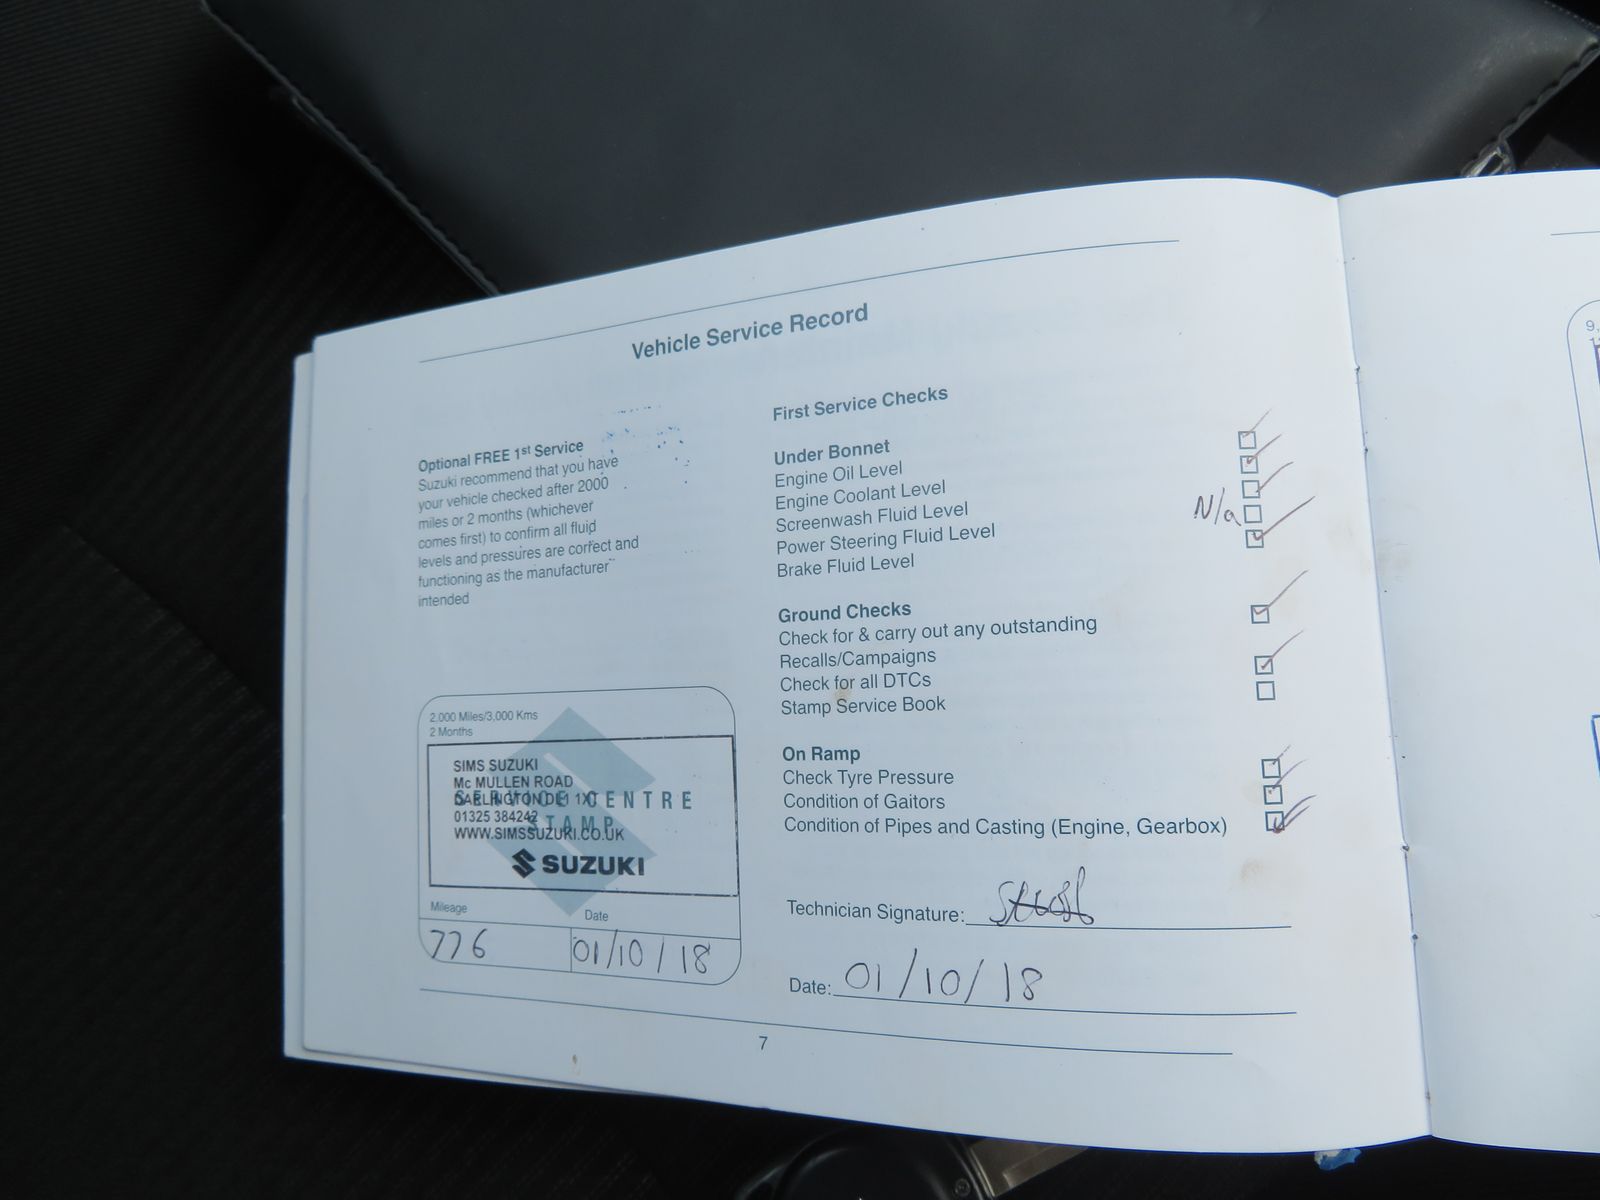 Vehicle Service Record
Optional FREE 1st Service
Suzuki recommend that you have
your vehicle checked after 2000
miles or 2 months (whichever
comes first) to confirm all fluid
levels and pressures are correct and
functioning as the manufacturer
intended
2,000 Miles/3,000 Kms
2 Months
SIMS SUZUKI
Mc MULLEN ROAD
DARLINGTON DL1 1XT
SERVICE CENTRE
01325 384242
STAMP
WWW.SIMSSUZUKI.CO.UK
SUZUKI
Mileage Date
776 01/10/18
First Service Checks
Under Bonnet
Engine Oil Level
Engine Coolant Level
Screenwash Fluid Level
Power Steering Fluid Level N/a
Brake Fluid Level
Ground Checks
Check for & carry out any outstanding
Recalls/Campaigns
Check for all DTCs
Stamp Service Book
On Ramp
Check Tyre Pressure
Condition of Gaitors
Condition of Pipes and Casting (Engine, Gearbox)
Technician Signature:
Date: 01/10/18
7